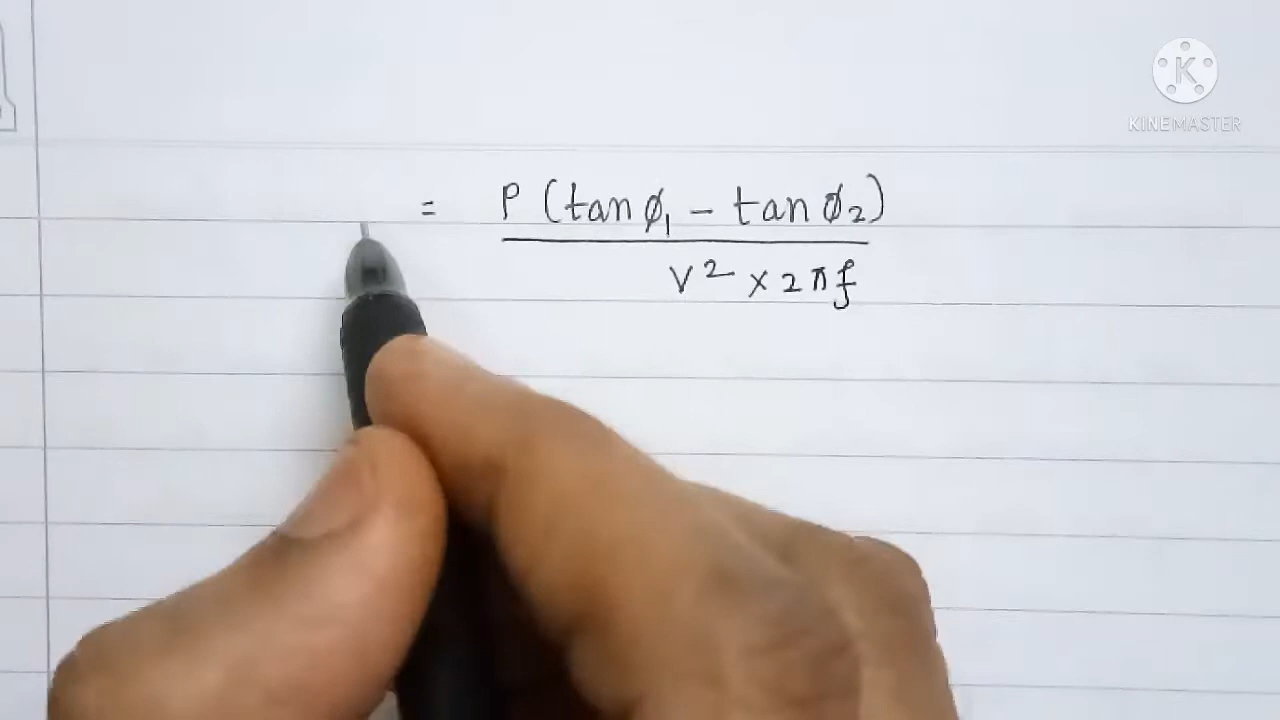 K
KINEMASTER
= P (tan ϕ₁ – tan ϕ₂)
V² × 2πf